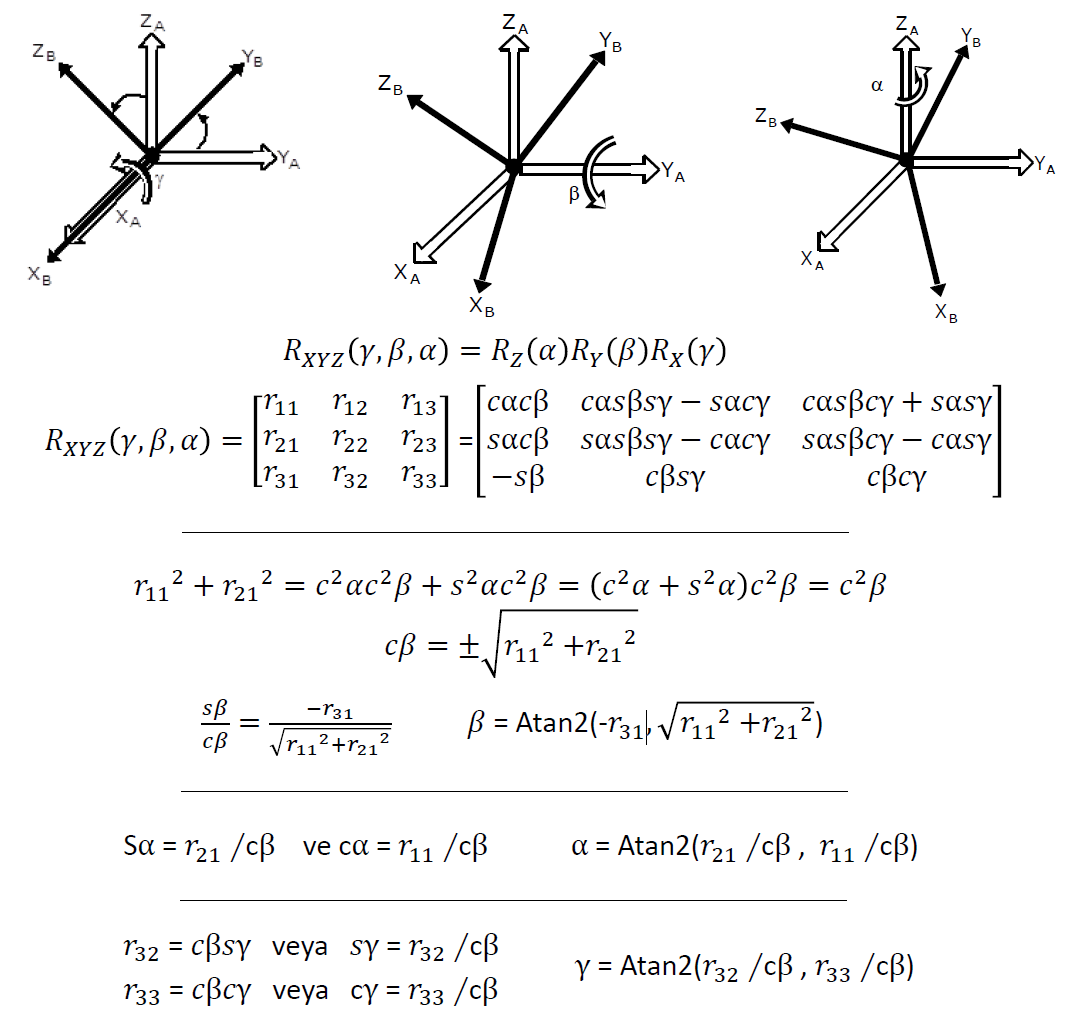 Z_A Z_B Y_B Y_A γ X_A X_B
Z_A Y_B Z_B Y_A β X_A X_B
Z_A Y_B α Z_B Y_A X_A X_B
R_XYZ(γ, β, α) = R_Z(α)R_Y(β)R_X(γ)
R_XYZ(γ, β, α) = [r₁₁ r₁₂ r₁₃; r₂₁ r₂₂ r₂₃; r₃₁ r₃₂ r₃₃] = [cαcβ cαsβsγ − sαcγ cαsβcγ + sαsγ; sαcβ sαsβsγ − cαcγ sαsβcγ − cαsγ; −sβ cβsγ cβcγ]
r₁₁² + r₂₁² = c²αc²β + s²αc²β = (c²α + s²α)c²β = c²β
cβ = ±√(r₁₁² +r₂₁²)
sβ/cβ = −r₃₁/√(r₁₁²+r₂₁²) β = Atan2(-r₃₁, √(r₁₁² +r₂₁²))
Sα = r₂₁ /cβ ve cα = r₁₁ /cβ α = Atan2(r₂₁ /cβ , r₁₁ /cβ)
r₃₂ = cβsγ veya sγ = r₃₂ /cβ
r₃₃ = cβcγ veya cγ = r₃₃ /cβ
γ = Atan2(r₃₂ /cβ , r₃₃ /cβ)